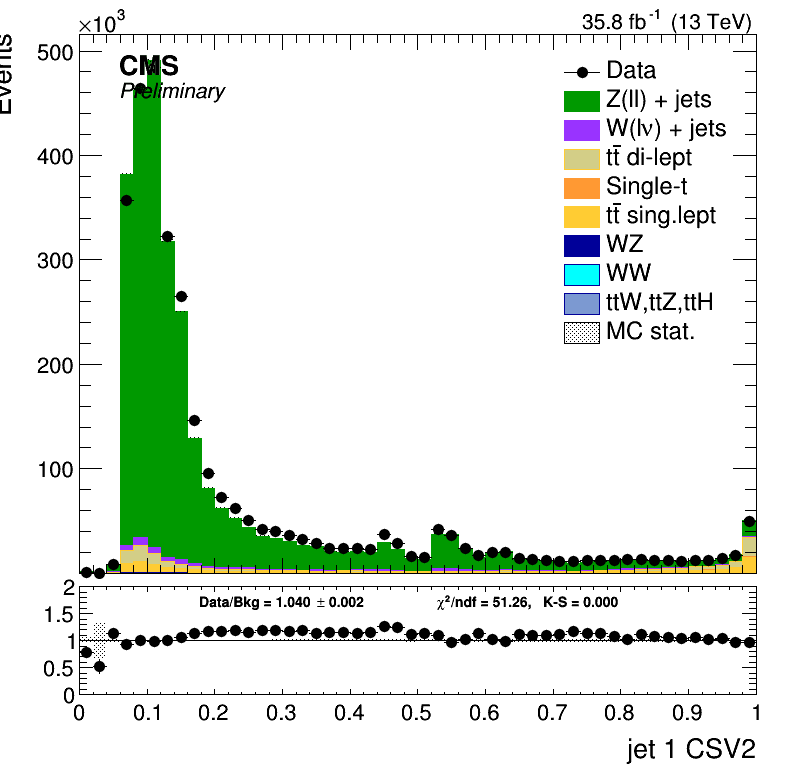 ×10³
35.8 fb⁻¹ (13 TeV)
Events
CMS
Preliminary
Data
Z(ll) + jets
W(lν) + jets
tt̄ di-lept
Single-t
tt̄ sing.lept
WZ
WW
ttW,ttZ,ttH
MC stat.
500
400
300
200
100
Data/Bkg = 1.040 ± 0.002
χ²/ndf = 51.26, K-S = 0.000
2
1.5
1
0.5
0
0 0.1 0.2 0.3 0.4 0.5 0.6 0.7 0.8 0.9 1
jet 1 CSV2